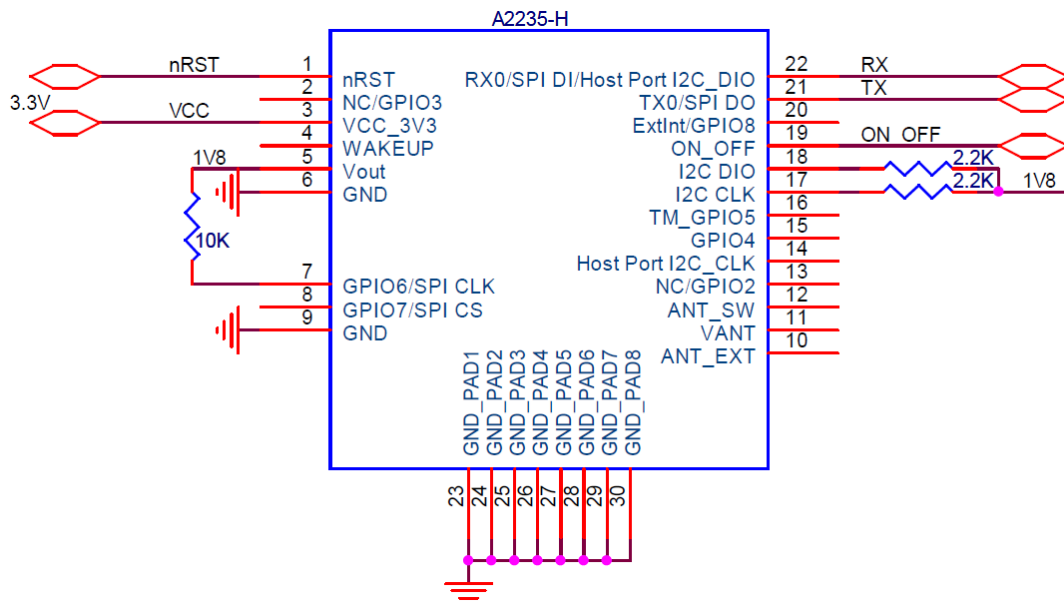 A2235-H
3.3V
nRST
1
nRST
2
NC/GPIO3
VCC
3
VCC_3V3
4
WAKEUP
1V8
5
Vout
6
GND
10K
7
GPIO6/SPI CLK
8
GPIO7/SPI CS
9
GND
RX0/SPI DI/Host Port I2C_DIO
22
RX
TX0/SPI DO
21
TX
ExtInt/GPIO8
20
ON_OFF
19
ON_OFF
I2C DIO
18
2.2K
I2C CLK
17
2.2K
1V8
TM_GPIO5
16
GPIO4
15
Host Port I2C_CLK
14
NC/GPIO2
13
ANT_SW
12
VANT
11
ANT_EXT
10
GND_PAD1
GND_PAD2
GND_PAD3
GND_PAD4
GND_PAD5
GND_PAD6
GND_PAD7
GND_PAD8
23
24
25
26
27
28
29
30